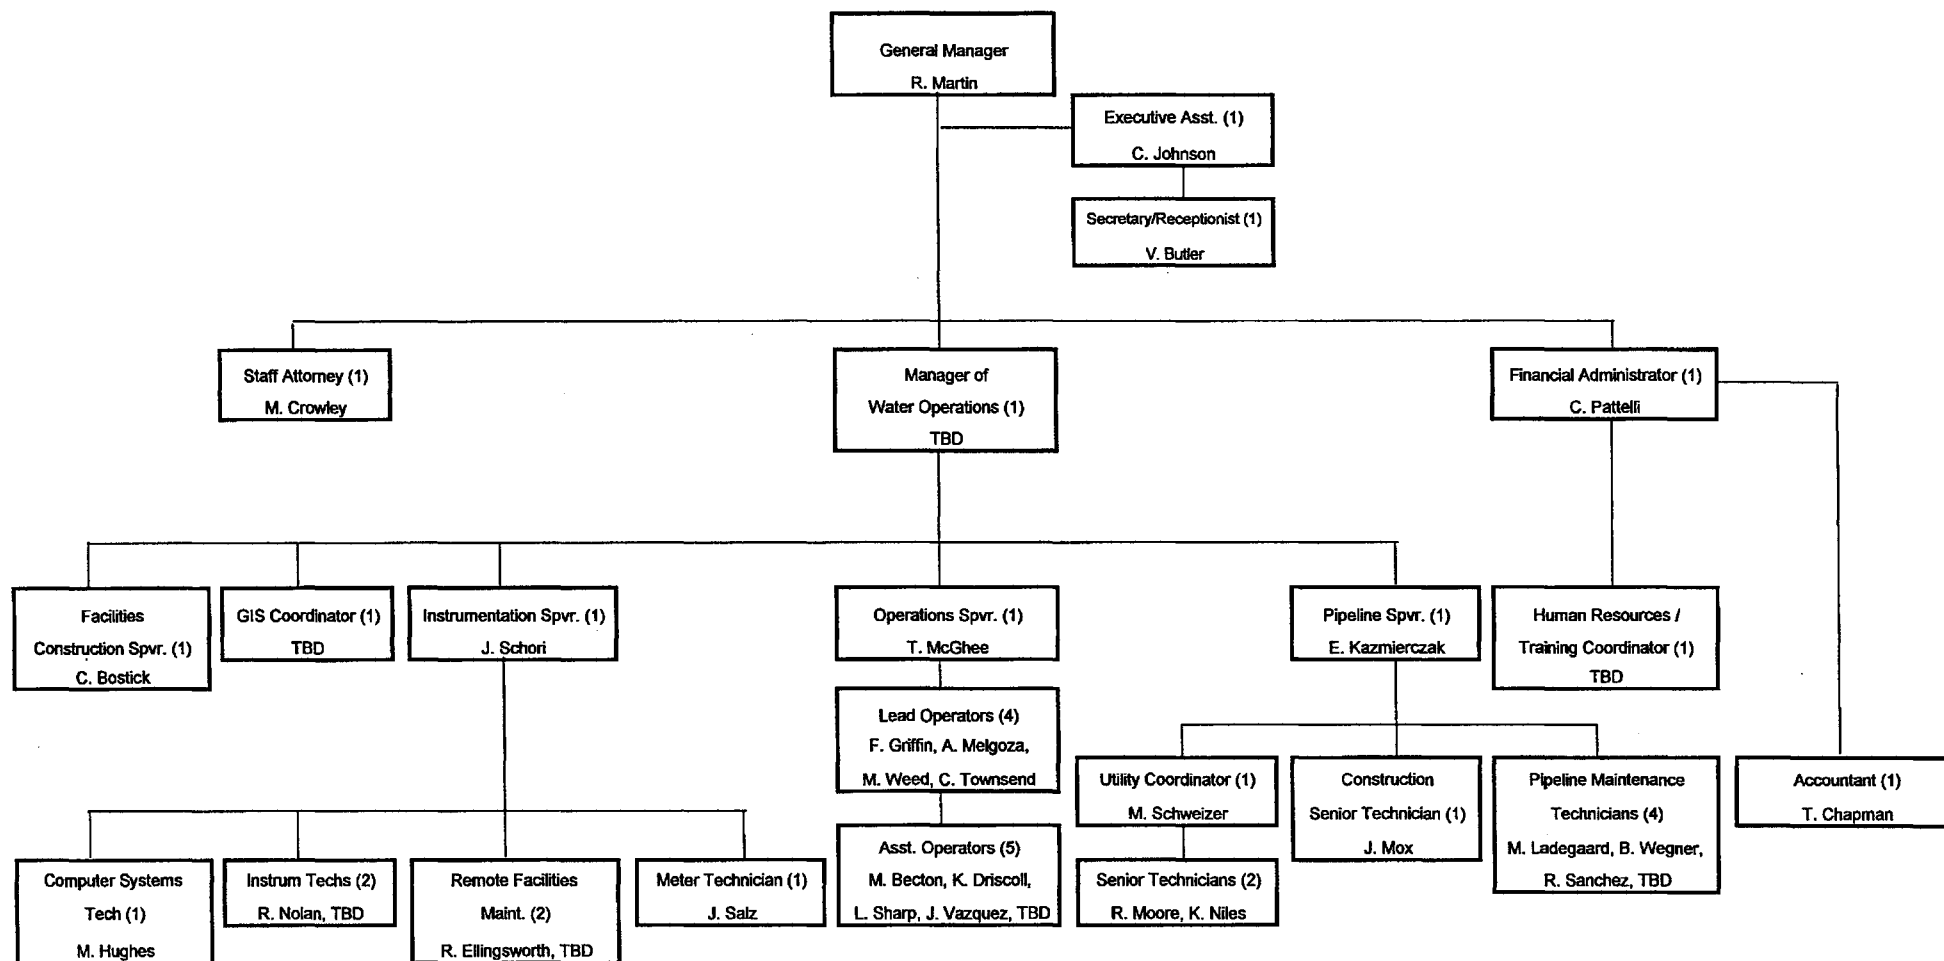 General Manager
R. Martin
Executive Asst. (1)
C. Johnson
Secretary/Receptionist (1)
V. Butler
Staff Attorney (1)
M. Crowley
Manager of
Water Operations (1)
TBD
Financial Administrator (1)
C. Pattelli
Facilities
Construction Spvr. (1)
C. Bostick
GIS Coordinator (1)
TBD
Instrumentation Spvr. (1)
J. Schori
Operations Spvr. (1)
T. McGhee
Pipeline Spvr. (1)
E. Kazmierczak
Human Resources /
Training Coordinator (1)
TBD
Lead Operators (4)
F. Griffin, A. Melgoza,
M. Weed, C. Townsend
Utility Coordinator (1)
M. Schweizer
Construction
Senior Technician (1)
J. Mox
Pipeline Maintenance
Technicians (4)
M. Ladegaard, B. Wegner,
R. Sanchez, TBD
Accountant (1)
T. Chapman
Computer Systems
Tech (1)
M. Hughes
Instrum Techs (2)
R. Nolan, TBD
Remote Facilities
Maint. (2)
R. Ellingsworth, TBD
Meter Technician (1)
J. Salz
Asst. Operators (5)
M. Becton, K. Driscoll,
L. Sharp, J. Vazquez, TBD
Senior Technicians (2)
R. Moore, K. Niles